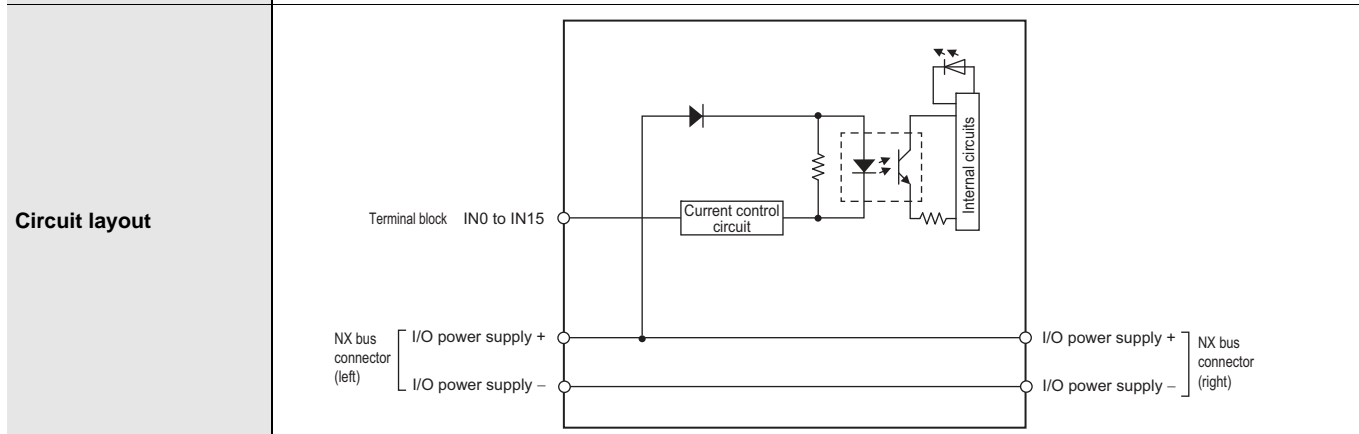 Circuit layout
Terminal block IN0 to IN15
Current control
circuit
Internal circuits
NX bus
connector
(left)
I/O power supply +
I/O power supply –
I/O power supply +
I/O power supply –
NX bus
connector
(right)